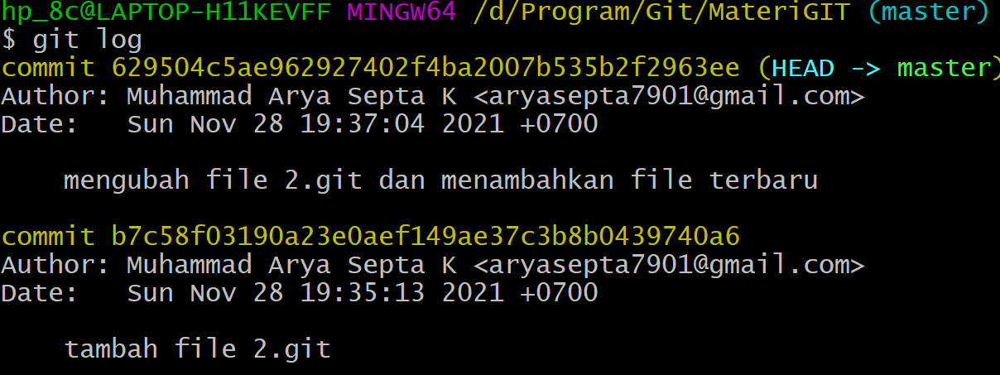 hp_8c@LAPTOP-H11KEVFF MINGW64 /d/Program/Git/MateriGIT (master)
$ git log
commit 629504c5ae962927402f4ba2007b535b2f2963ee (HEAD -> master)
Author: Muhammad Arya Septa K <aryasepta7901@gmail.com>
Date:   Sun Nov 28 19:37:04 2021 +0700
    mengubah file 2.git dan menambahkan file terbaru
commit b7c58f03190a23e0aef149ae37c3b8b0439740a6
Author: Muhammad Arya Septa K <aryasepta7901@gmail.com>
Date:   Sun Nov 28 19:35:13 2021 +0700
    tambah file 2.git